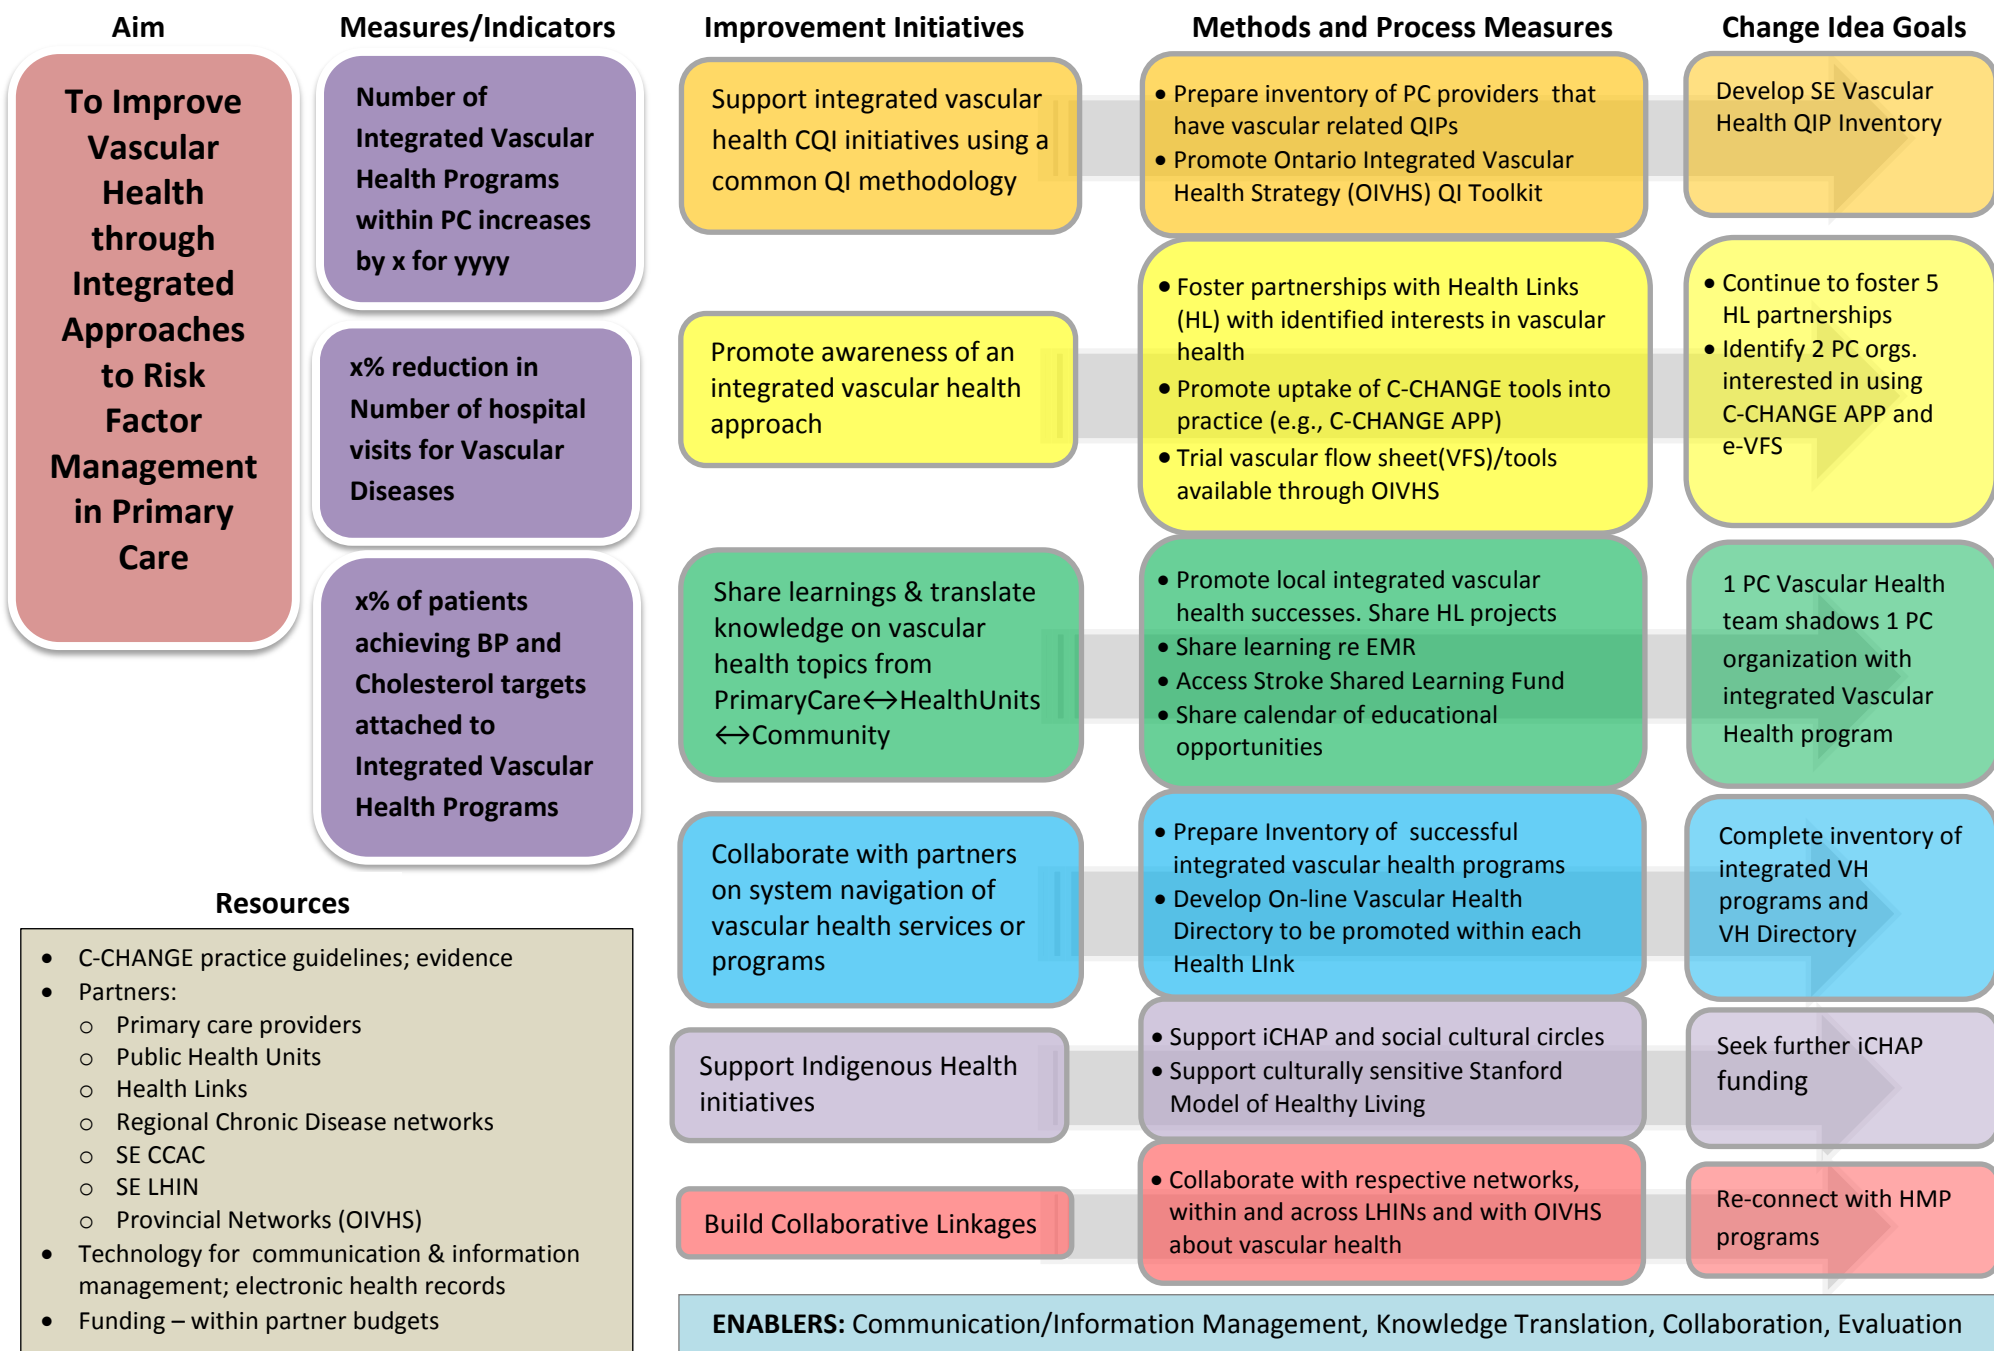 Aim
To Improve
Vascular
Health
through
Integrated
Approaches
to Risk
Factor
Management
in Primary
Care
Measures/Indicators
Number of
Integrated Vascular
Health Programs
within PC increases
by x for yyyy
x% reduction in
Number of hospital
visits for Vascular
Diseases
x% of patients
achieving BP and
Cholesterol targets
attached to
Integrated Vascular
Health Programs
Resources
• C-CHANGE practice guidelines; evidence
• Partners:
o Primary care providers
o Public Health Units
o Health Links
o Regional Chronic Disease networks
o SE CCAC
o SE LHIN
o Provincial Networks (OIVHS)
• Technology for communication & information
management; electronic health records
• Funding – within partner budgets
Improvement Initiatives
Methods and Process Measures
Change Idea Goals
Support integrated vascular
health CQI initiatives using a
common QI methodology
• Prepare inventory of PC providers that
have vascular related QIPs
• Promote Ontario Integrated Vascular
Health Strategy (OIVHS) QI Toolkit
Develop SE Vascular
Health QIP Inventory
Promote awareness of an
integrated vascular health
approach
• Foster partnerships with Health Links
(HL) with identified interests in vascular
health
• Promote uptake of C-CHANGE tools into
practice (e.g., C-CHANGE APP)
• Trial vascular flow sheet(VFS)/tools
available through OIVHS
• Continue to foster 5
HL partnerships
• Identify 2 PC orgs.
interested in using
C-CHANGE APP and
e-VFS
Share learnings & translate
knowledge on vascular
health topics from
PrimaryCare↔HealthUnits
↔Community
• Promote local integrated vascular
health successes. Share HL projects
• Share learning re EMR
• Access Stroke Shared Learning Fund
• Share calendar of educational
opportunities
1 PC Vascular Health
team shadows 1 PC
organization with
integrated Vascular
Health program
Collaborate with partners
on system navigation of
vascular health services or
programs
• Prepare Inventory of successful
integrated vascular health programs
• Develop On-line Vascular Health
Directory to be promoted within each
Health LInk
Complete inventory of
integrated VH
programs and
VH Directory
Support Indigenous Health
initiatives
• Support iCHAP and social cultural circles
• Support culturally sensitive Stanford
Model of Healthy Living
Seek further iCHAP
funding
Build Collaborative Linkages
• Collaborate with respective networks,
within and across LHINs and with OIVHS
about vascular health
Re-connect with HMP
programs
ENABLERS: Communication/Information Management, Knowledge Translation, Collaboration, Evaluation